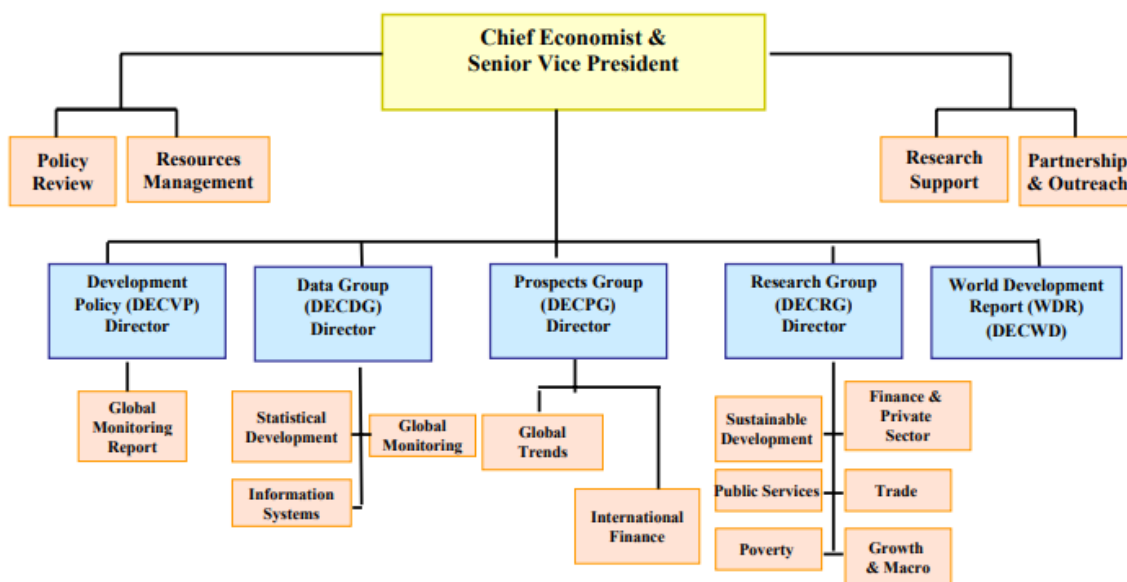 Chief Economist &
Senior Vice President
Policy
Review
Resources
Management
Research
Support
Partnership
& Outreach
Development
Policy (DECVP)
Director
Data Group
(DECDG)
Director
Prospects Group
(DECPG)
Director
Research Group
(DECRG)
Director
World Development
Report (WDR)
(DECWD)
Global
Monitoring
Report
Statistical
Development
Global
Monitoring
Information
Systems
Global
Trends
International
Finance
Sustainable
Development
Finance &
Private
Sector
Public Services
Trade
Poverty
Growth
& Macro